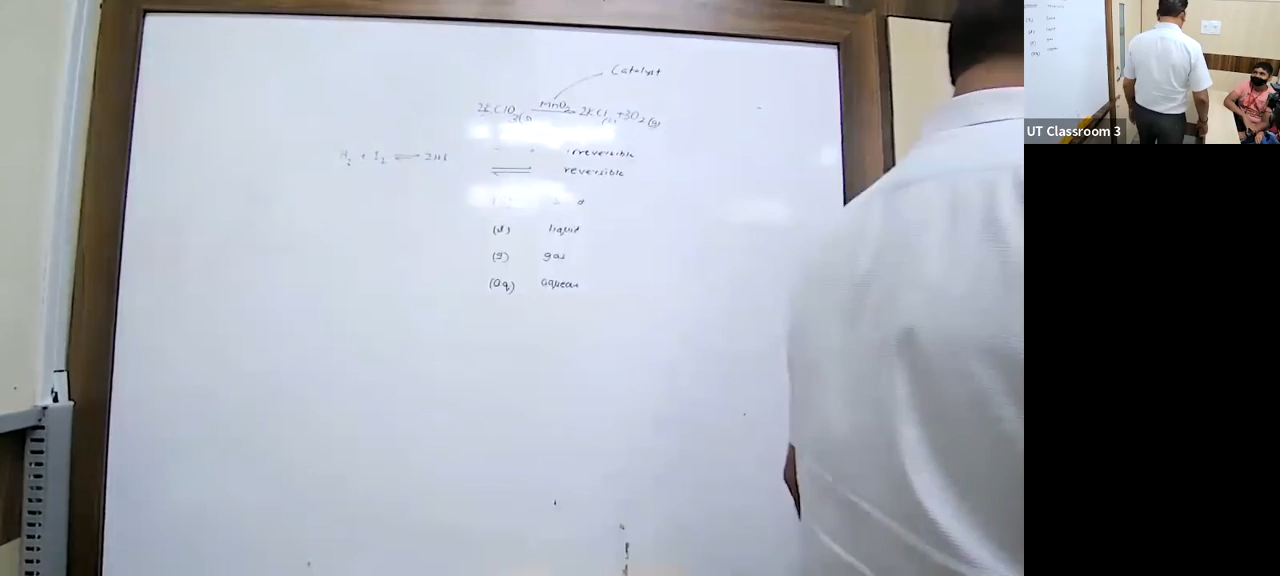 Catalyst
2KClO3(s) MnO2 → 2KCl(s) + 3O2(g)
irreversible
H2 + I2 ⇌ 2HI
⇌ reversible
(l) liquid
(g) gas
(aq) aqueous
UT Classroom 3